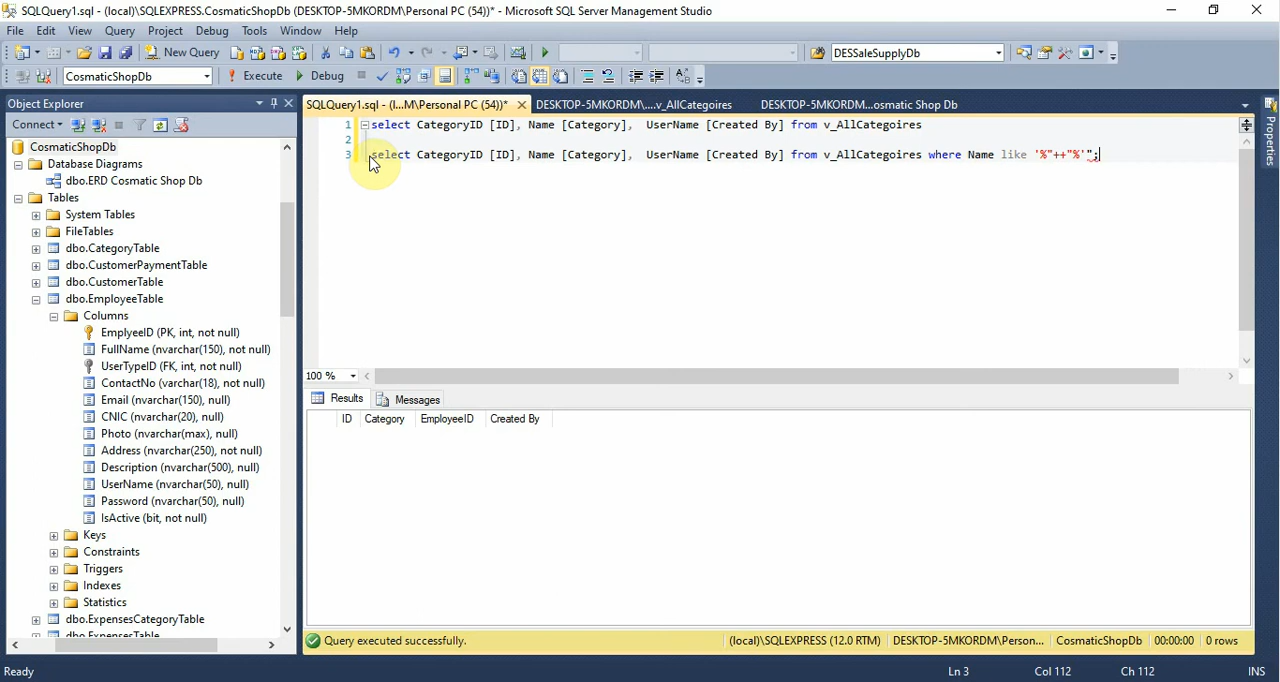 SQLQuery1.sql - (local)\SQLEXPRESS.CosmaticShopDb (DESKTOP-5MKORDM\Personal PC (54))* - Microsoft SQL Server Management Studio
File Edit View Query Project Debug Tools Window Help
New Query DESSaleSupplyDb
CosmaticShopDb Execute Debug
Object Explorer
SQLQuery1.sql - (l...M\Personal PC (54))* DESKTOP-5MKORDM\....v_AllCategoires DESKTOP-5MKORDM...osmatic Shop Db
Connect
CosmaticShopDb
Database Diagrams
dbo.ERD Cosmatic Shop Db
Tables
System Tables
FileTables
dbo.CategoryTable
dbo.CustomerPaymentTable
dbo.CustomerTable
dbo.EmployeeTable
Columns
EmplyeeID (PK, int, not null)
FullName (nvarchar(150), not null)
UserTypeID (FK, int, not null)
ContactNo (varchar(18), not null)
Email (nvarchar(150), null)
CNIC (nvarchar(20), null)
Photo (nvarchar(max), null)
Address (nvarchar(250), not null)
Description (nvarchar(500), null)
UserName (nvarchar(50), null)
Password (nvarchar(50), null)
IsActive (bit, not null)
Keys
Constraints
Triggers
Indexes
Statistics
dbo.ExpensesCategoryTable
dbo.ExpensesTable
1 select CategoryID [ID], Name [Category], UserName [Created By] from v_AllCategoires
2
3 select CategoryID [ID], Name [Category], UserName [Created By] from v_AllCategoires where Name like '%"++"%'";
Properties
100 %
Results Messages
ID Category EmployeeID Created By
Query executed successfully. (local)\SQLEXPRESS (12.0 RTM) DESKTOP-5MKORDM\Person... CosmaticShopDb 00:00:00 0 rows
Ready Ln 3 Col 112 Ch 112 INS